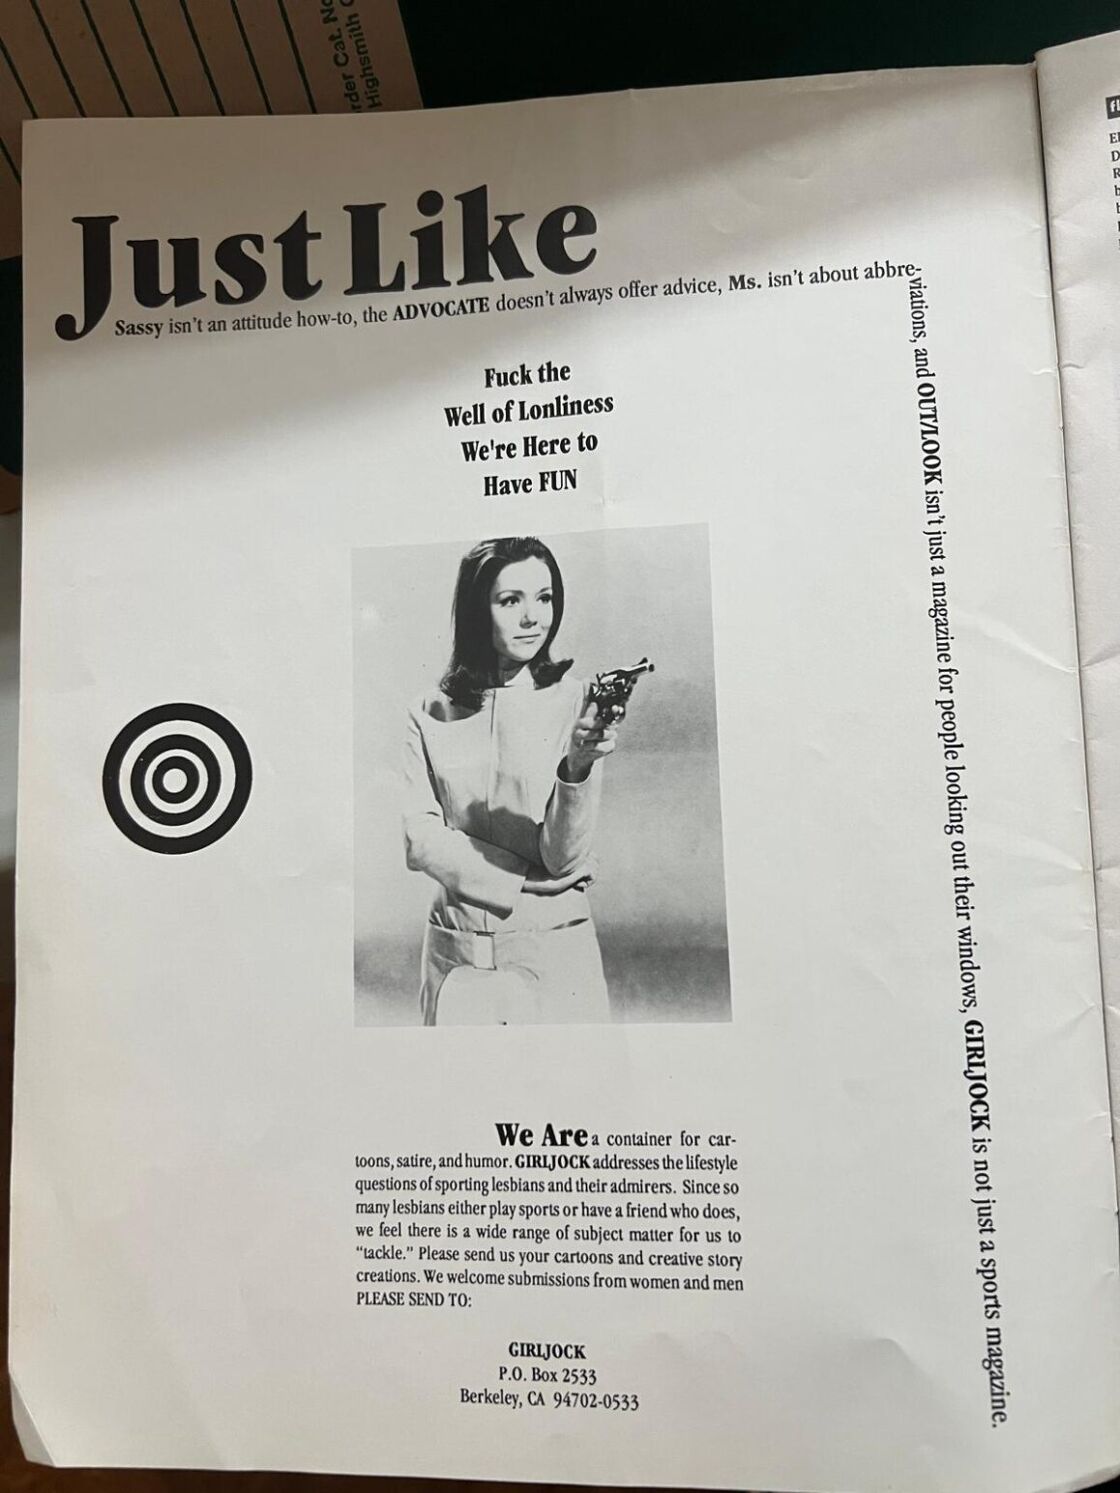 rder Cat. No
Highsmith
Just Like
Sassy isn't an attitude how-to, the ADVOCATE doesn't always offer advice, Ms. isn't about abbre-
viations, and OUT/LOOK isn't just a magazine for people looking out their windows, GIRLJOCK is not just a sports magazine.
Fuck the
Well of Lonliness
We're Here to
Have FUN
We Are a container for car-
toons, satire, and humor. GIRLJOCK addresses the lifestyle
questions of sporting lesbians and their admirers. Since so
many lesbians either play sports or have a friend who does,
we feel there is a wide range of subject matter for us to
"tackle." Please send us your cartoons and creative story
creations. We welcome submissions from women and men
PLEASE SEND TO:
GIRLJOCK
P.O. Box 2533
Berkeley, CA 94702-0533